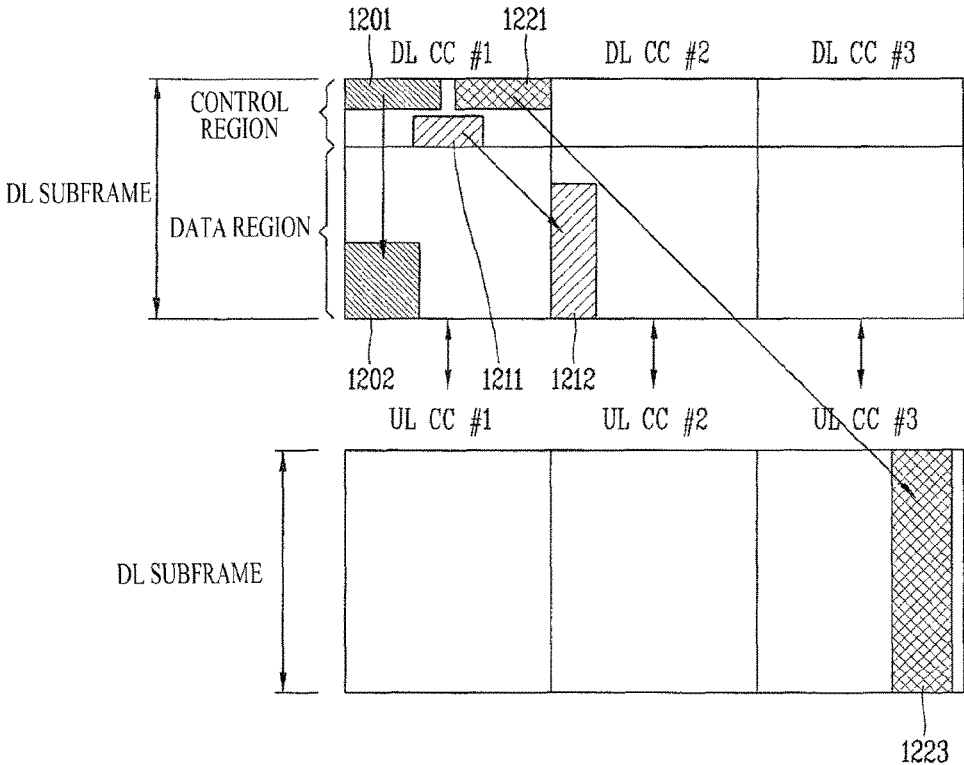 1201
1221
DL CC #1
DL CC #2
DL CC #3
CONTROL
REGION
DL SUBFRAME
DATA REGION
1202
1211
1212
UL CC #1
UL CC #2
UL CC #3
DL SUBFRAME
1223